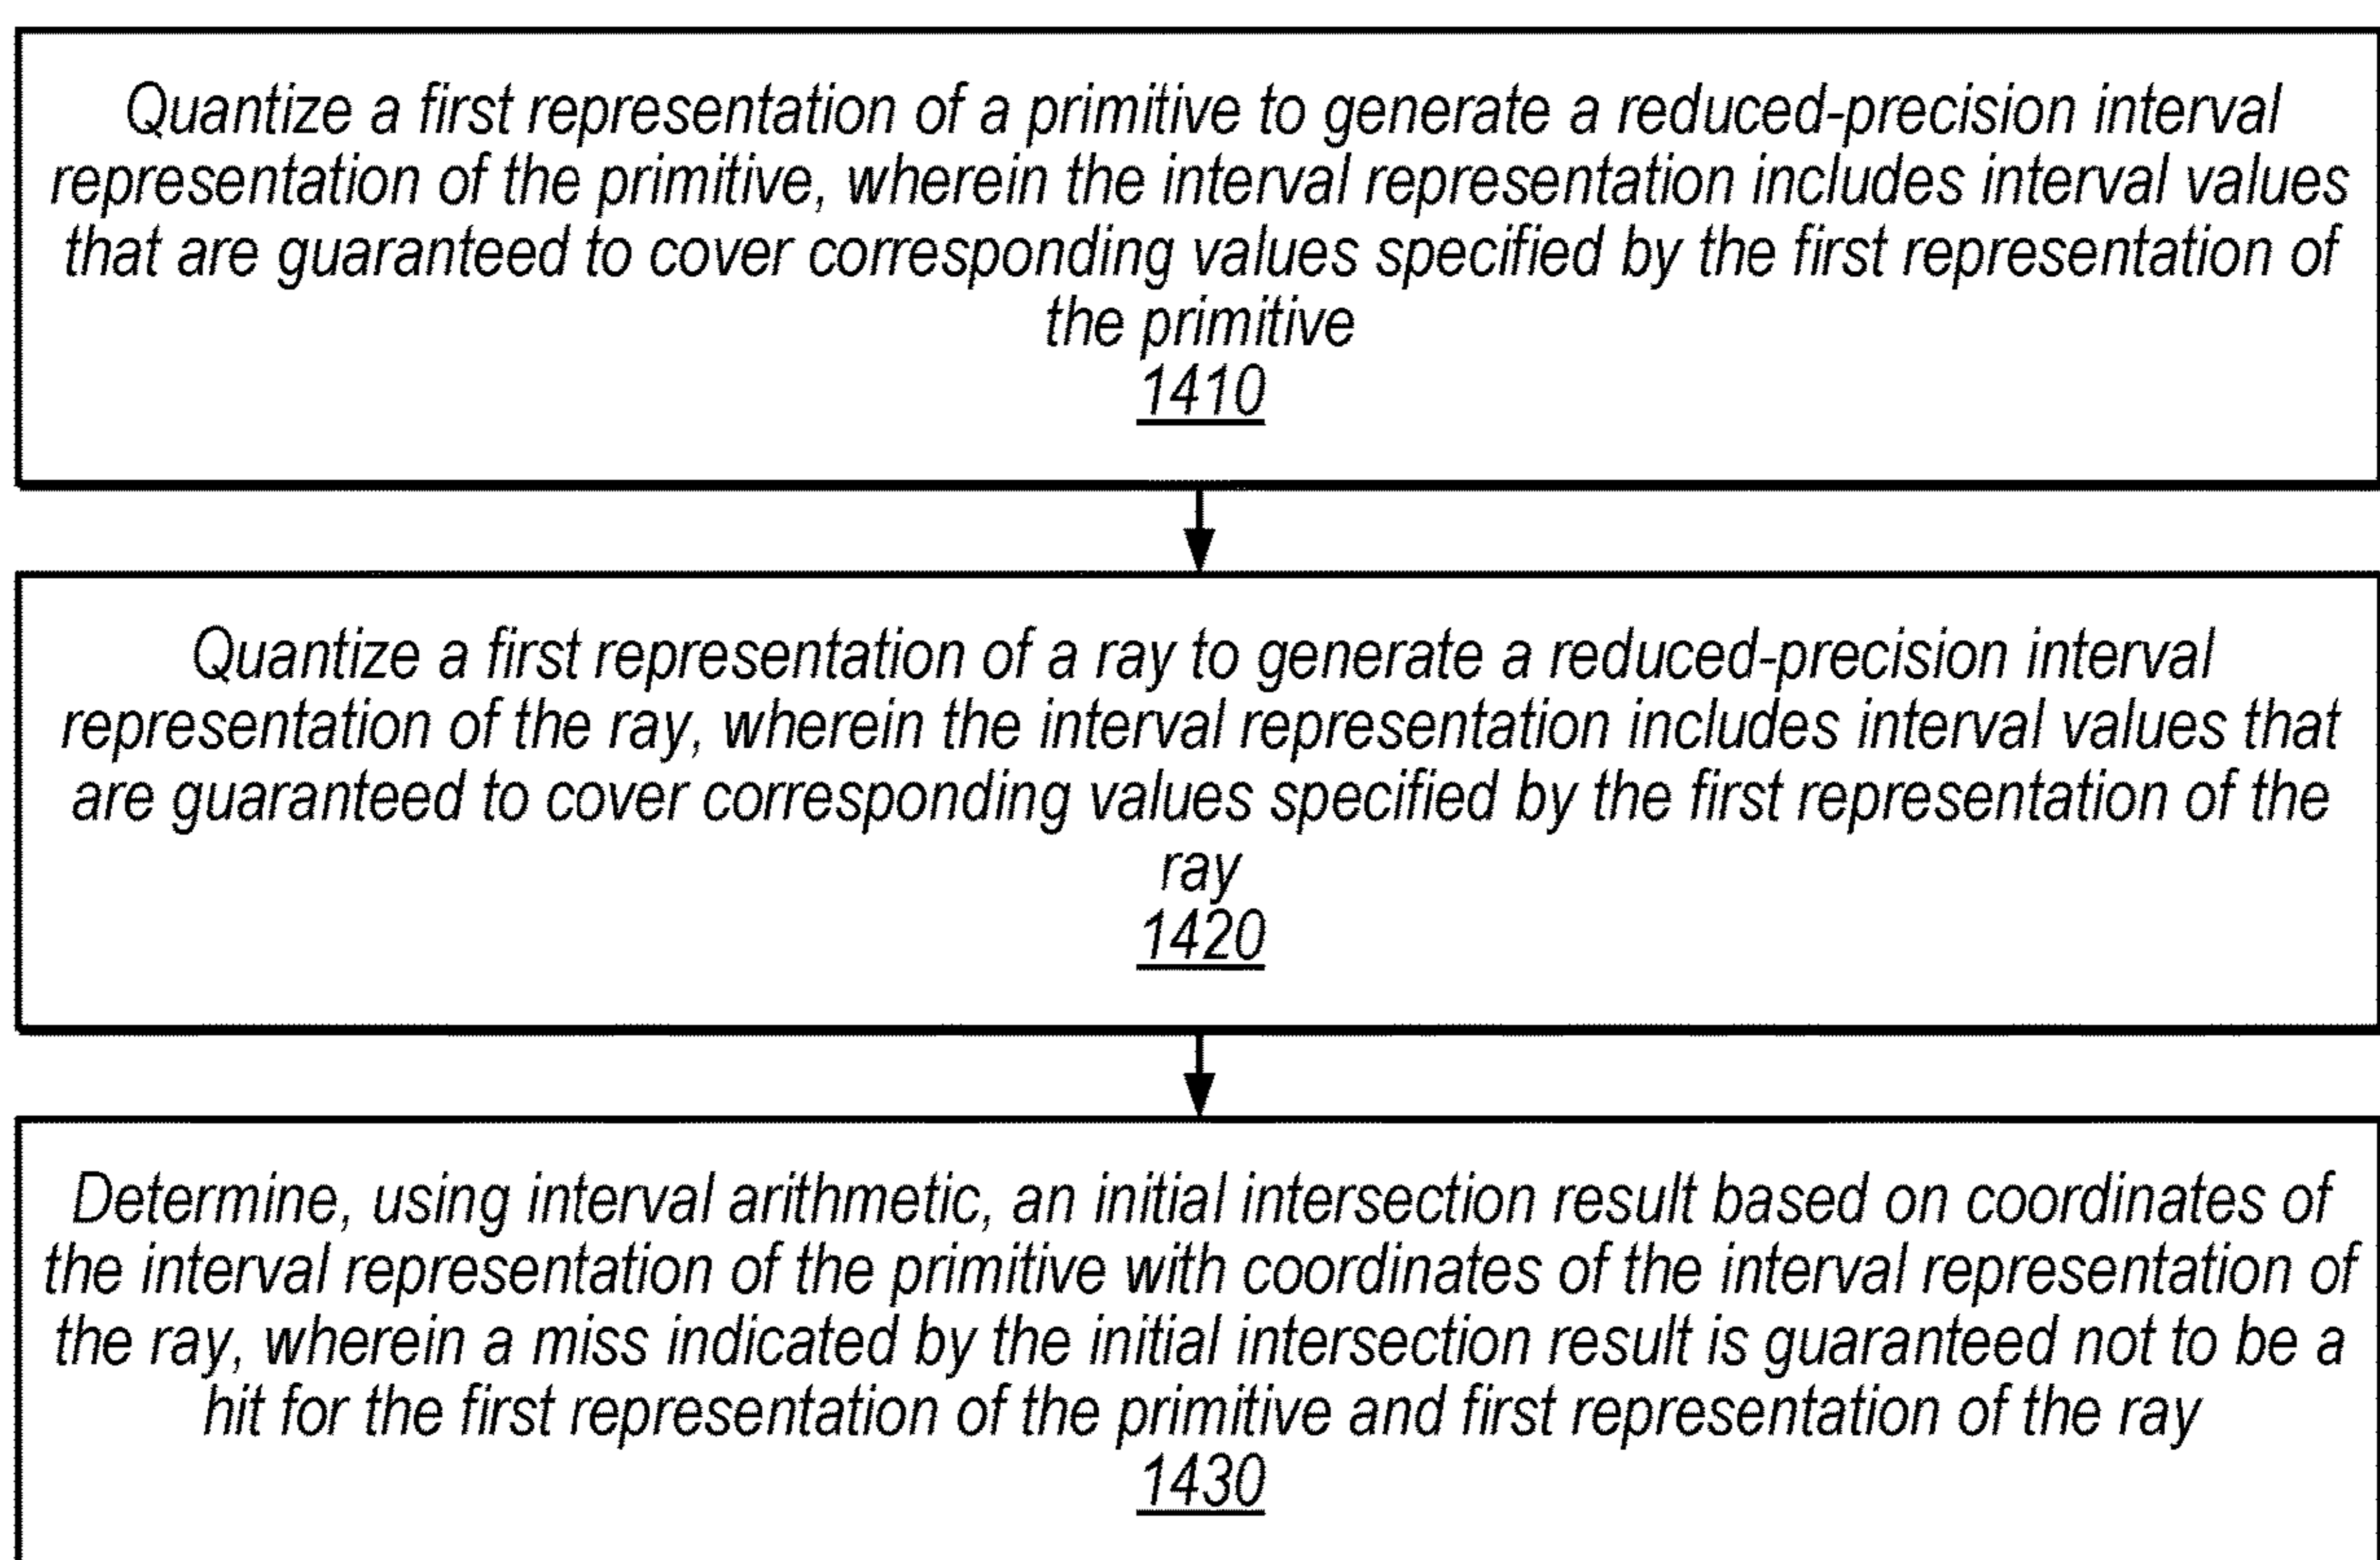 Quantize a first representation of a primitive to generate a reduced-precision interval
representation of the primitive, wherein the interval representation includes interval values
that are guaranteed to cover corresponding values specified by the first representation of
the primitive
1410
Quantize a first representation of a ray to generate a reduced-precision interval
representation of the ray, wherein the interval representation includes interval values that
are guaranteed to cover corresponding values specified by the first representation of the
ray
1420
Determine, using interval arithmetic, an initial intersection result based on coordinates of
the interval representation of the primitive with coordinates of the interval representation of
the ray, wherein a miss indicated by the initial intersection result is guaranteed not to be a
hit for the first representation of the primitive and first representation of the ray
1430